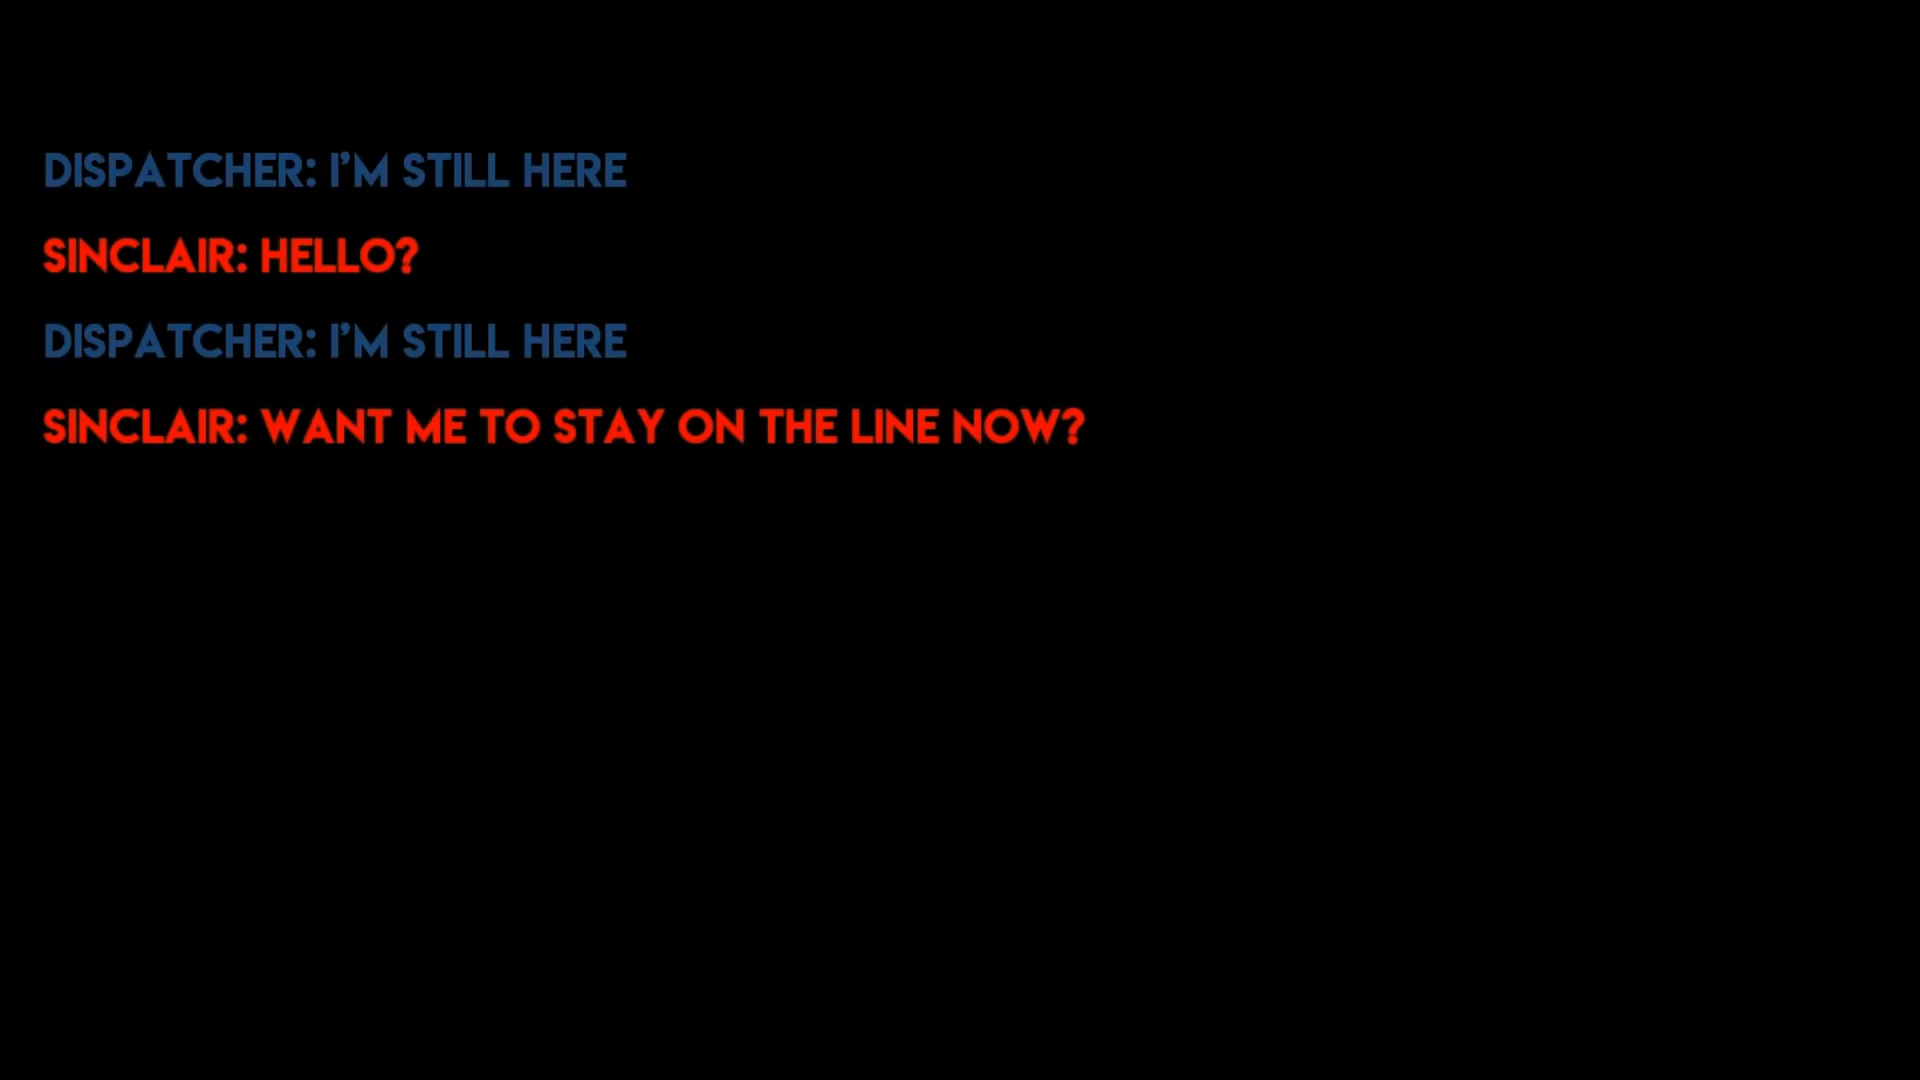 DISPATCHER: I'M STILL HERE
SINCLAIR: HELLO?
DISPATCHER: I'M STILL HERE
SINCLAIR: WANT ME TO STAY ON THE LINE NOW?